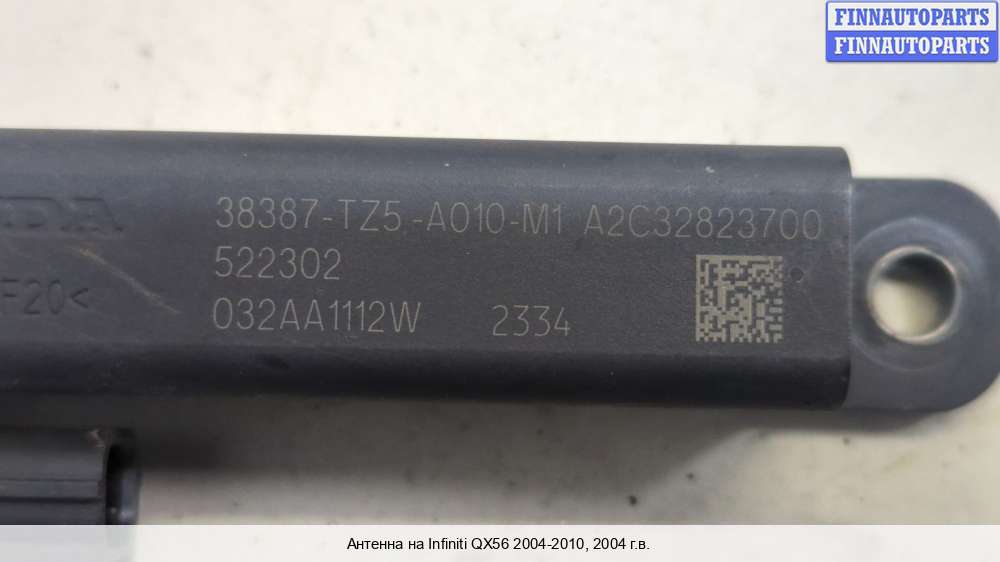 FINNAUTOPARTS
FINNAUTOPARTS
38387-TZ5-A010-M1 A2C32823700
522302
F20<
032AA1112W 2334
Антенна на Infiniti QX56 2004-2010, 2004 г.в.